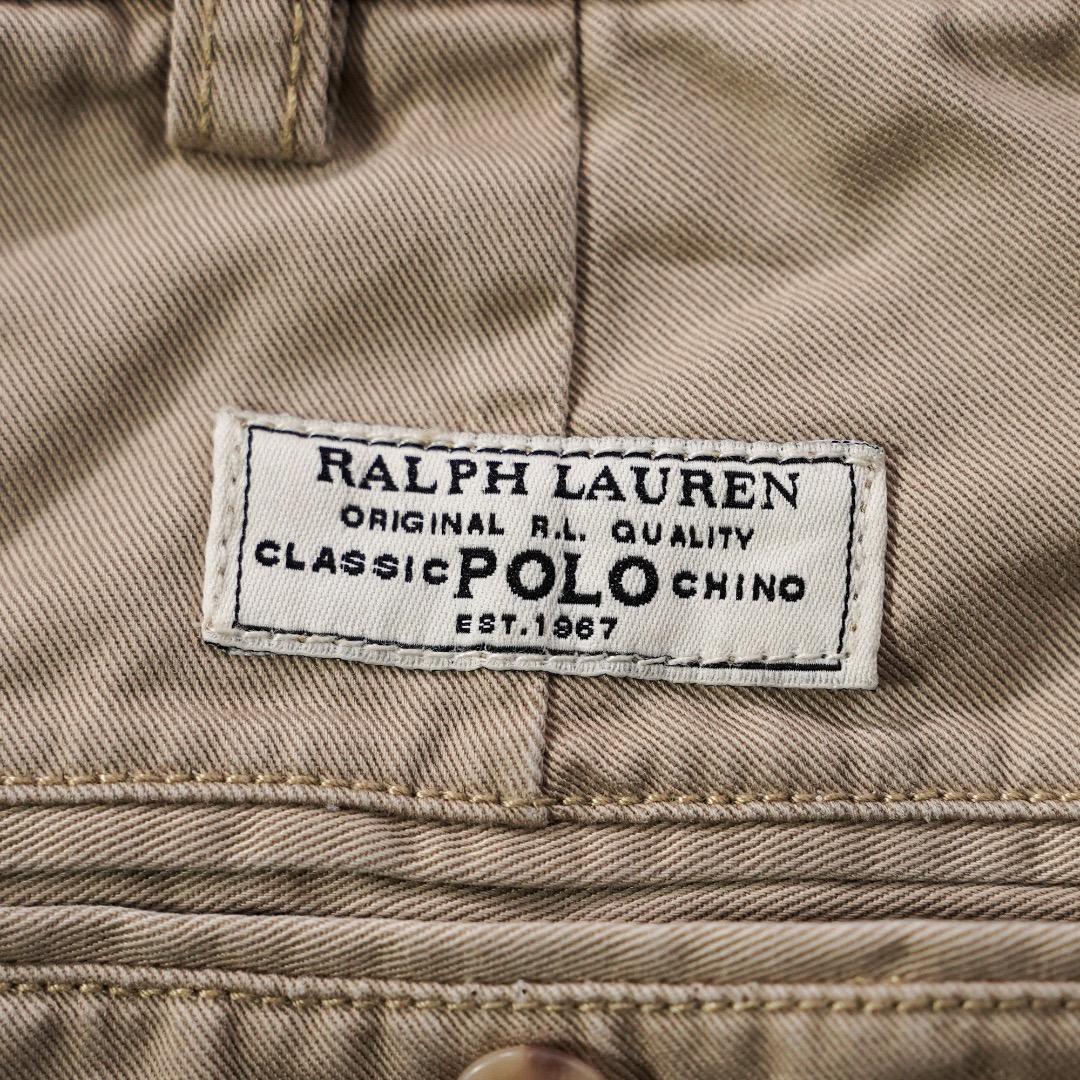 RALPH LAUREN
ORIGINAL R.L. QUALITY
CLASSIC POLO CHINO
EST. 1967